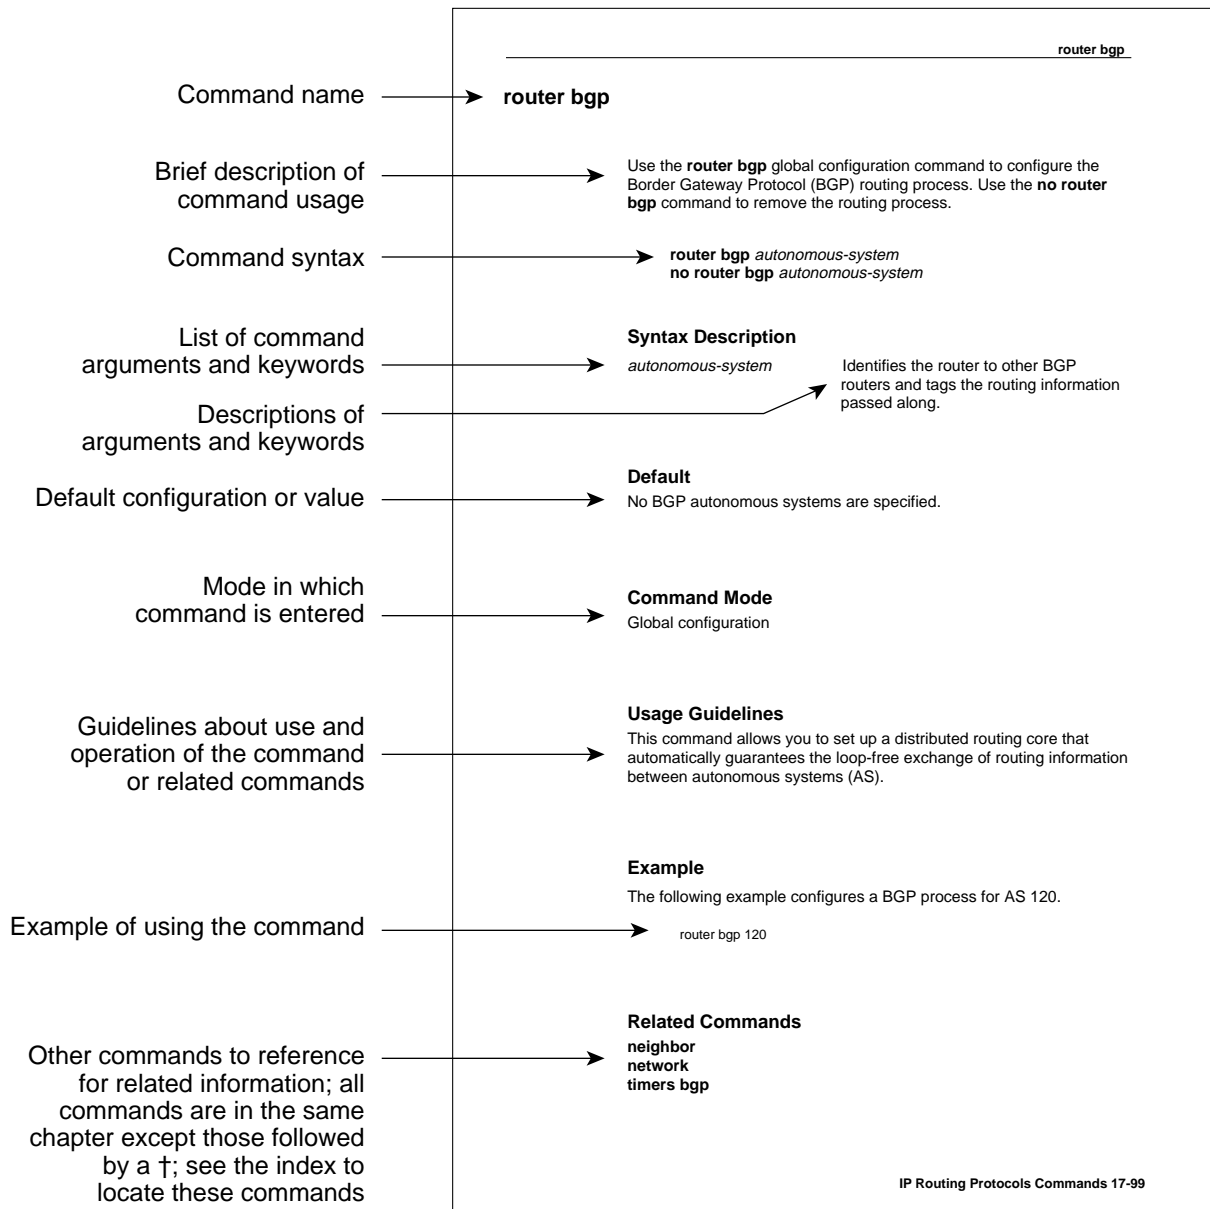 router bgp
Command name
router bgp
Brief description of
command usage
Use the router bgp global configuration command to configure the
Border Gateway Protocol (BGP) routing process. Use the no router
bgp command to remove the routing process.
Command syntax
router bgp autonomous-system
no router bgp autonomous-system
List of command
arguments and keywords
Syntax Description
autonomous-system
Identifies the router to other BGP
routers and tags the routing information
passed along.
Descriptions of
arguments and keywords
Default configuration or value
Default
No BGP autonomous systems are specified.
Mode in which
command is entered
Command Mode
Global configuration
Guidelines about use and
operation of the command
or related commands
Usage Guidelines
This command allows you to set up a distributed routing core that
automatically guarantees the loop-free exchange of routing information
between autonomous systems (AS).
Example
The following example configures a BGP process for AS 120.
Example of using the command
router bgp 120
Related Commands
neighbor
network
timers bgp
Other commands to reference
for related information; all
commands are in the same
chapter except those followed
by a †; see the index to
locate these commands
IP Routing Protocols Commands 17-99